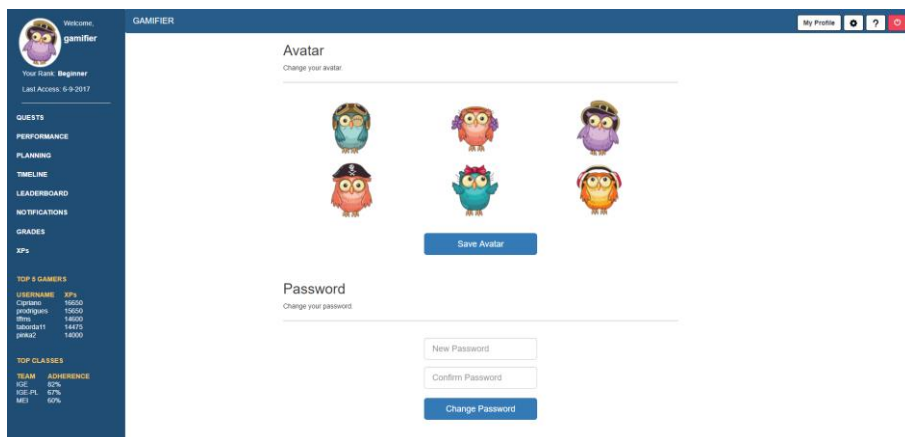 Welcome,
gamifier
Your Rank: Beginner
Last Access: 6-9-2017
QUESTS
PERFORMANCE
PLANNING
TIMELINE
LEADERBOARD
NOTIFICATIONS
GRADES
XPs
TOP 5 GAMERS
USERNAME XPs
Cipriano 16650
prodrigues 15650
14600
taborda11 14475
pinka2 14000
TOP CLASSES
TEAM ADHERENCE
IGE 82%
IGE-PL 67%
MEI 60%
GAMIFIER
My Profile
?
Avatar
Change your avatar.
Save Avatar
Password
Change your password.
New Password
Confirm Password
Change Password